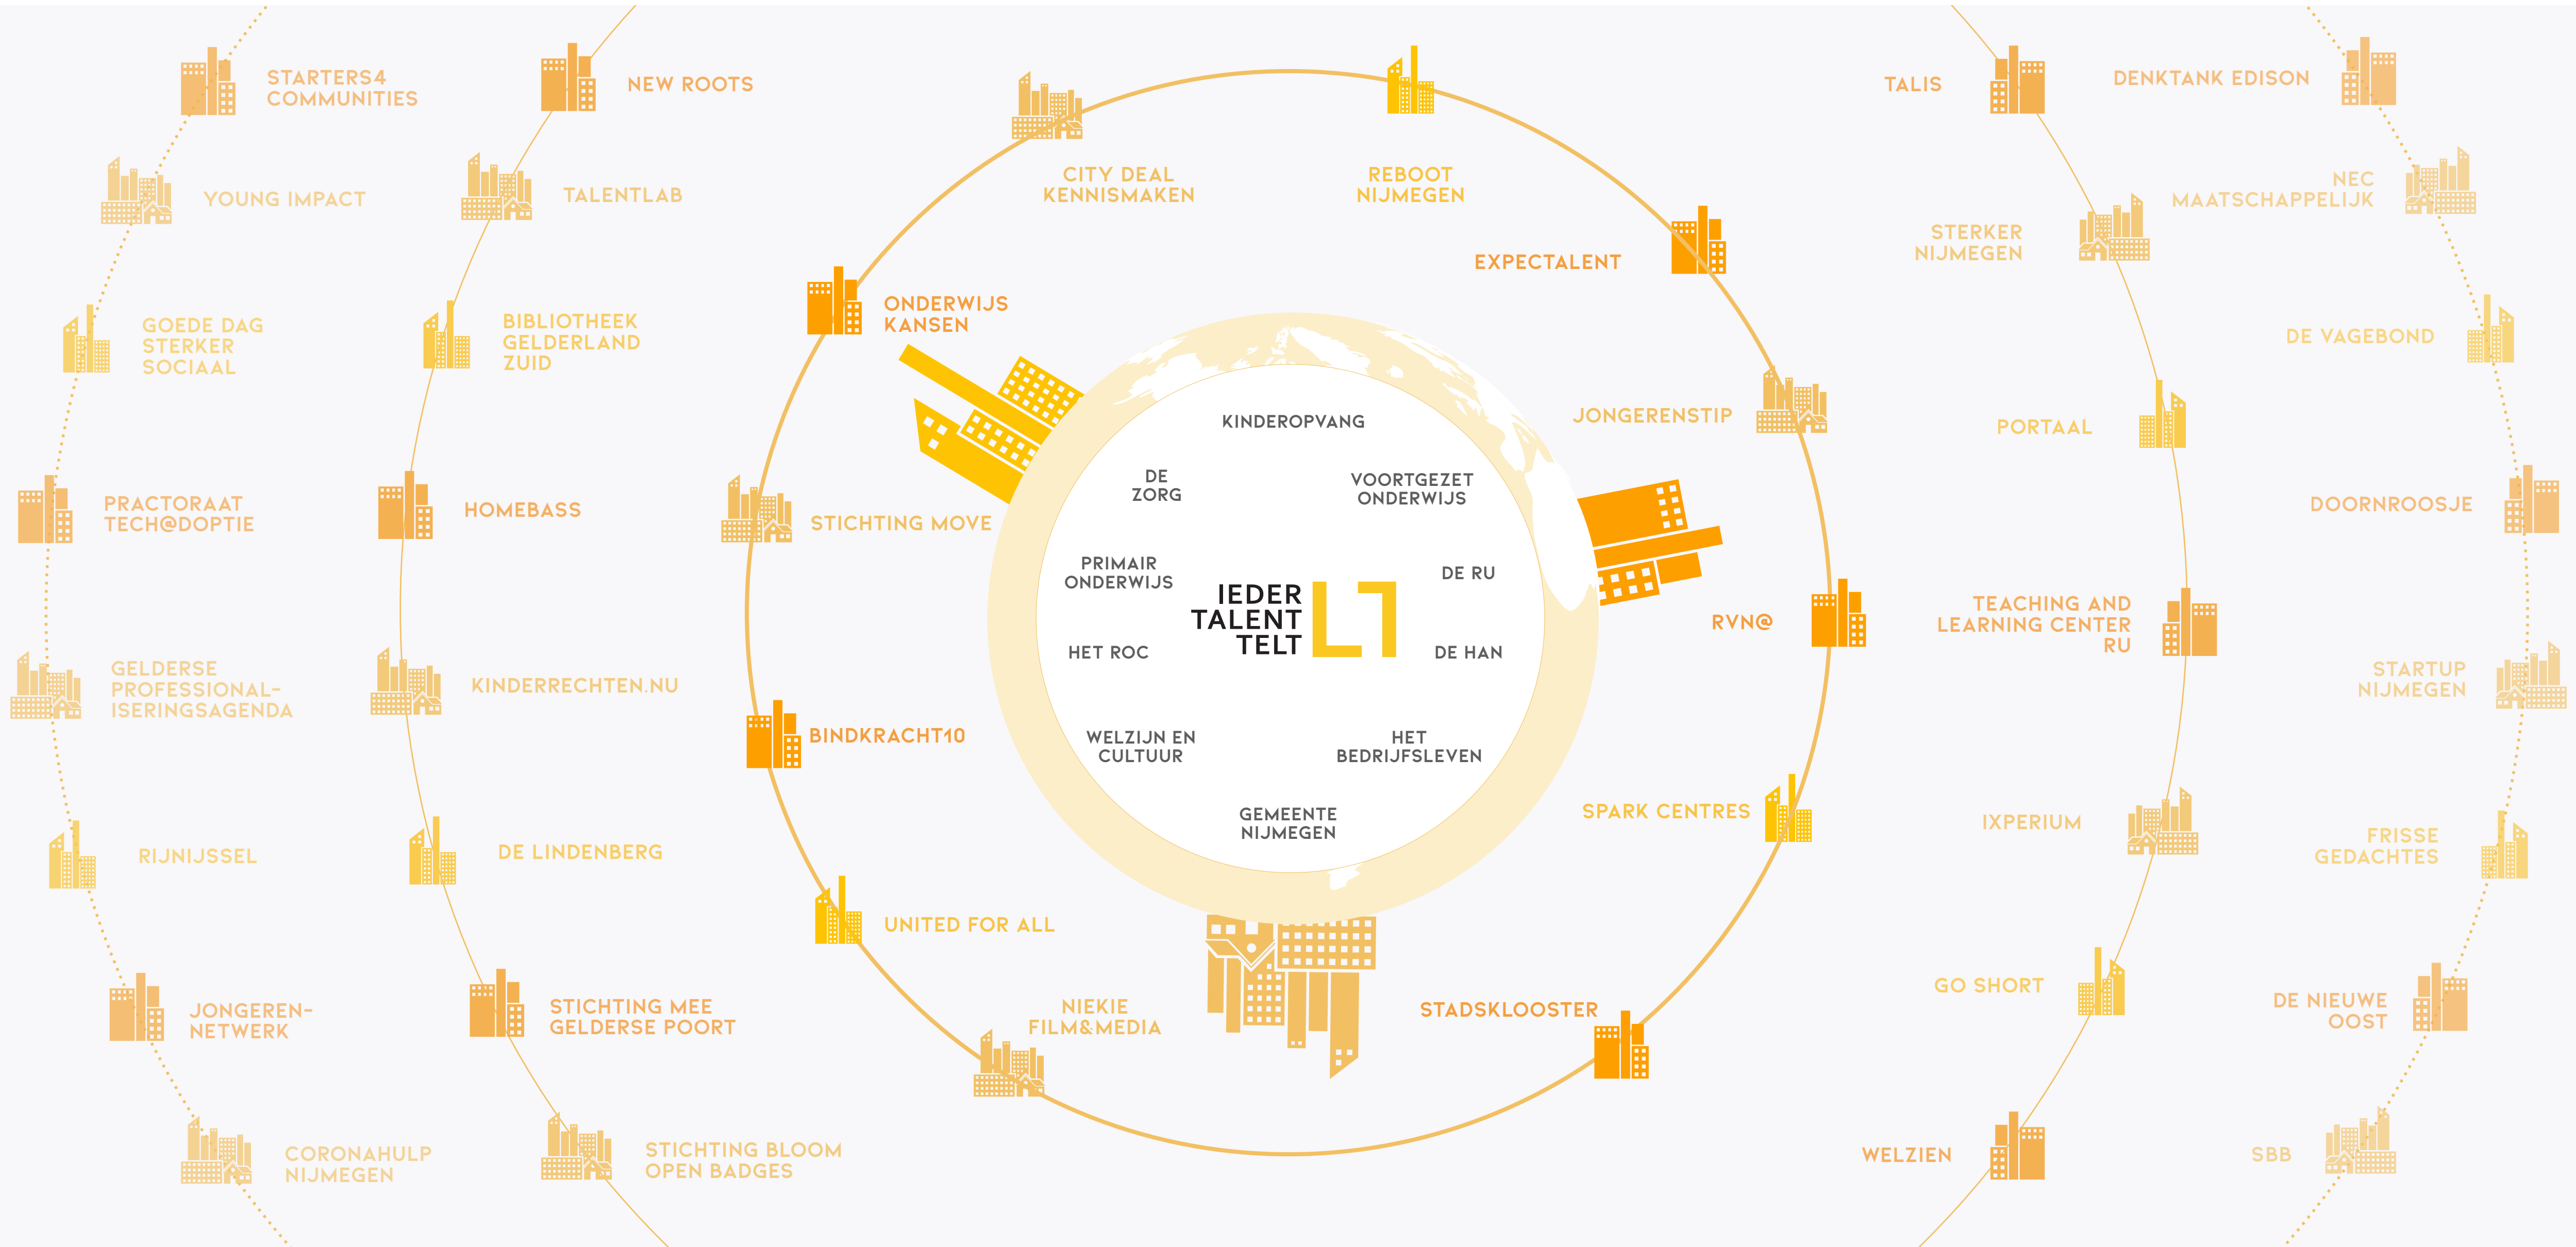 STARTERS4
COMMUNITIES
YOUNG IMPACT
GOEDE DAG
STERKER
SOCIAAL
PRACTORAAT
TECH@DOPTIE
GELDERSE
PROFESSIONAL-
ISERINGSAGENDA
RIJNIJSSEL
JONGEREN-
NETWERK
CORONAHULP
NIJMEGEN
NEW ROOTS
TALENTLAB
BIBLIOTHEEK
GELDERLAND
ZUID
HOMEBASS
KINDERRECHTEN.NU
DE LINDENBERG
STICHTING MEE
GELDERSE POORT
STICHTING BLOOM
OPEN BADGES
CITY DEAL
KENNISMAKEN
ONDERWIJS
KANSEN
STICHTING MOVE
BINDKRACHT10
UNITED FOR ALL
NIEKIE
FILM&MEDIA
KINDEROPVANG
DE
ZORG
VOORTGEZET
ONDERWIJS
PRIMAIR
ONDERWIJS
DE RU
IEDER
TALENT
TELT
HET ROC
DE HAN
WELZIJN EN
CULTUUR
HET
BEDRIJFSLEVEN
GEMEENTE
NIJMEGEN
REBOOT
NIJMEGEN
EXPECTALENT
JONGERENSTIP
RVN@
SPARK CENTRES
STADSKLOOSTER
TALIS
STERKER
NIJMEGEN
PORTAAL
TEACHING AND
LEARNING CENTER
RU
IXPERIUM
GO SHORT
WELZIEN
DENKTANK EDISON
NEC
MAATSCHAPPELIJK
DE VAGEBOND
DOORNROOSJE
STARTUP
NIJMEGEN
FRISSE
GEDACHTES
DE NIEUWE
OOST
SBB